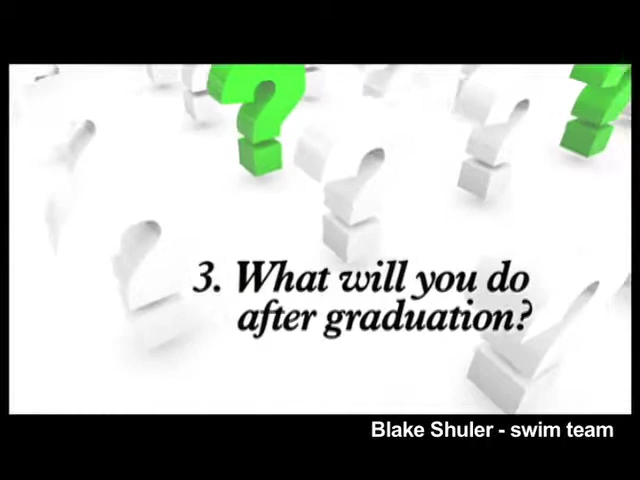 3. What will you do
after graduation?
Blake Shuler - swim team